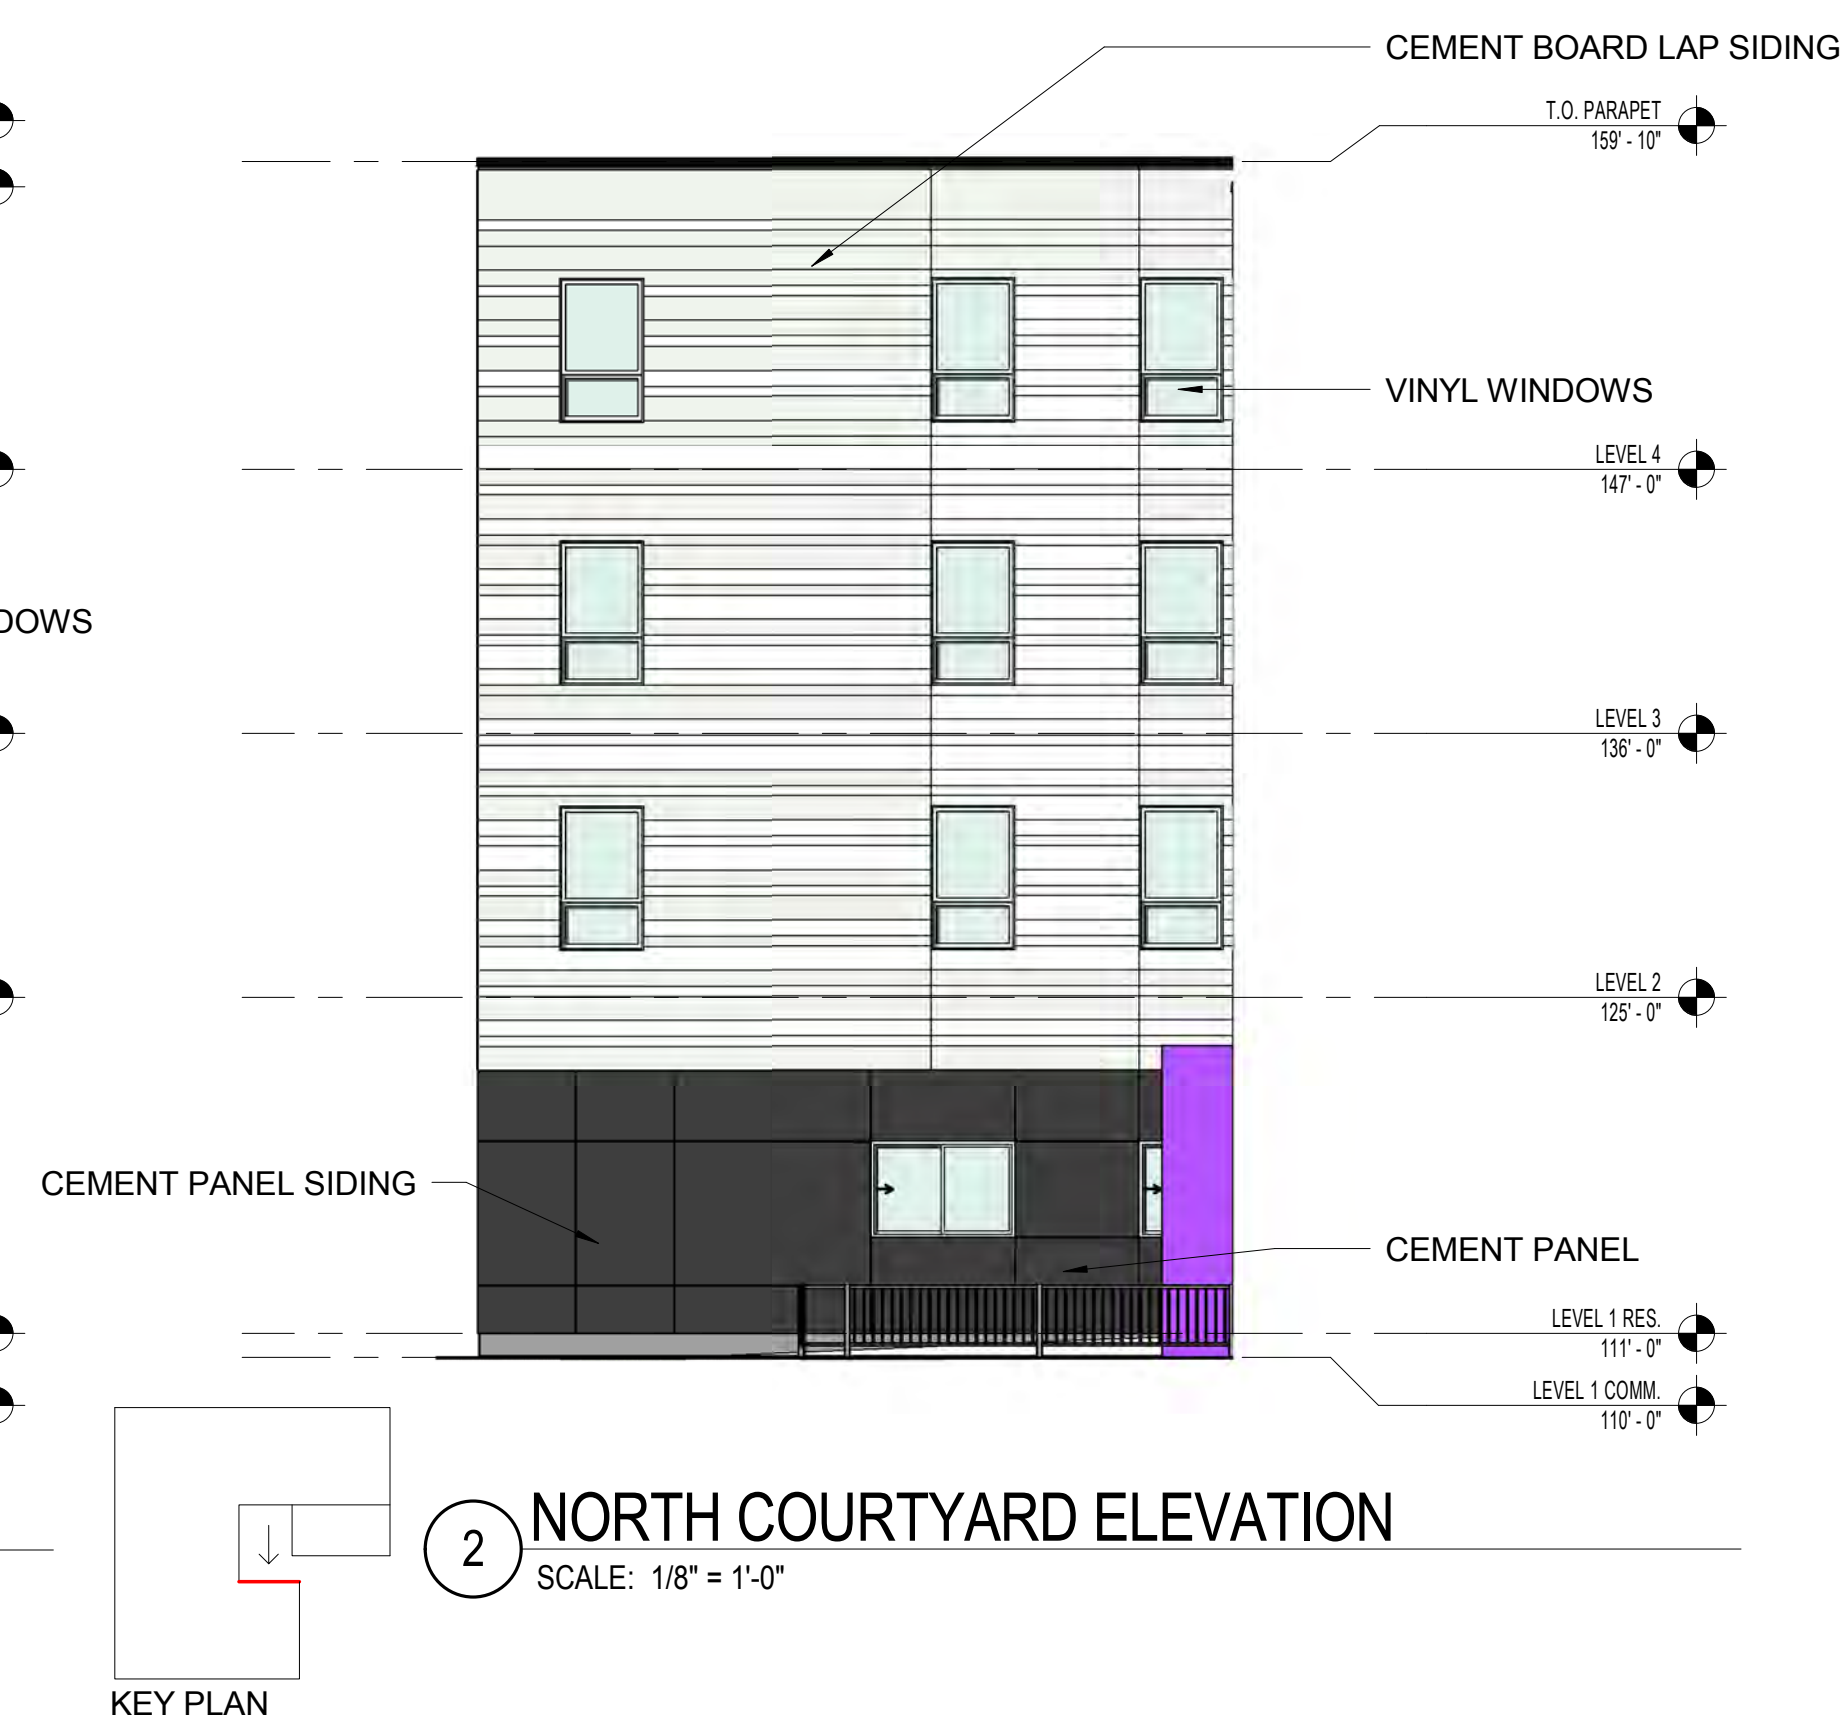 CEMENT BOARD LAP SIDING
T.O. PARAPET
159' - 10"
VINYL WINDOWS
LEVEL 4
147' - 0"
DOWS
LEVEL 3
136' - 0"
LEVEL 2
125' - 0"
CEMENT PANEL SIDING
CEMENT PANEL
LEVEL 1 RES.
111' - 0"
LEVEL 1 COMM.
110' - 0"
2
NORTH COURTYARD ELEVATION
SCALE: 1/8" = 1'-0"
KEY PLAN